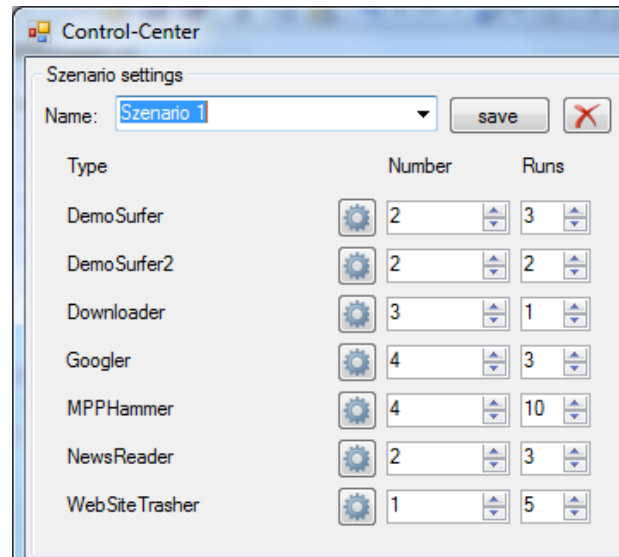 Control-Center
Szenario settings
Name: Szenario 1 save
Type Number Runs
DemoSurfer 2 3
DemoSurfer2 2 2
Downloader 3 1
Googler 4 3
MPPHammer 4 10
NewsReader 2 3
WebSiteTrasher 1 5